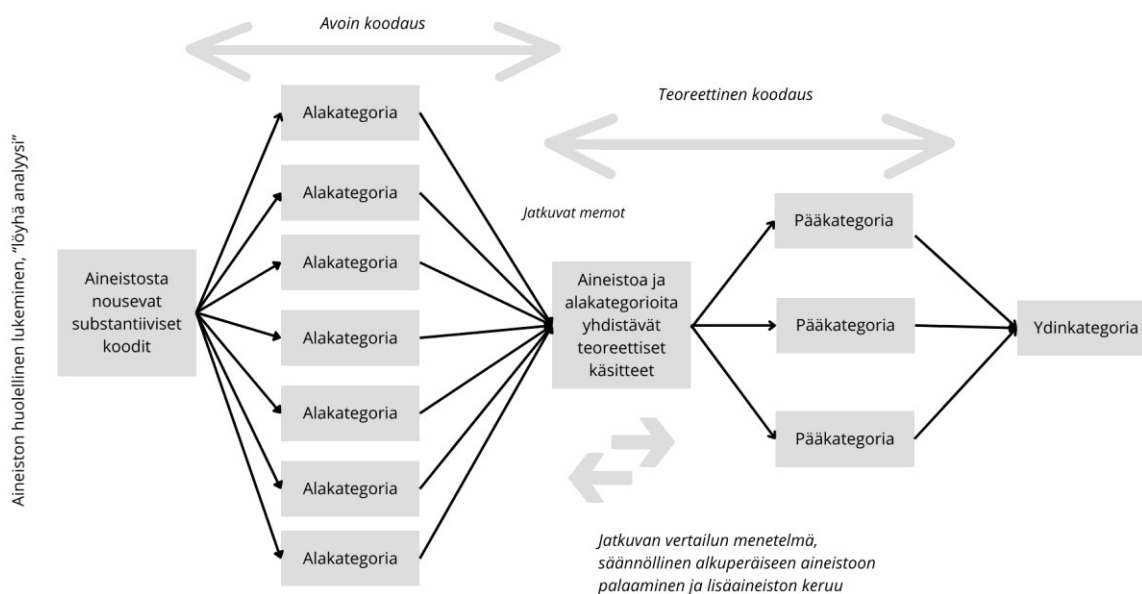 Aineiston huolellinen lukeminen, "löyhä analyysi"
Avoin koodaus
Teoreettinen koodaus
Aineistosta
nousevat
substantiiviset
koodit
Alakategoria
Alakategoria
Alakategoria
Alakategoria
Alakategoria
Alakategoria
Alakategoria
Jatkuvat memot
Aineistoa ja
alakategorioita
yhdistävät
teoreettiset
käsitteet
Pääkategoria
Pääkategoria
Pääkategoria
Ydinkategoria
Jatkuvan vertailun menetelmä,
säännöllinen alkuperäiseen aineistoon
palaaminen ja lisäaineiston keruu